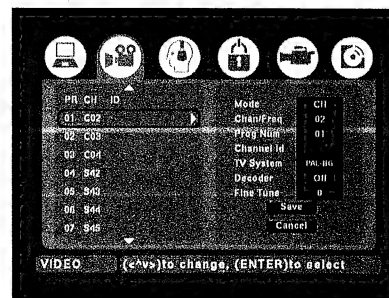 PR CH ID
01 C02
02 C03
03 C04
04 S42
05 S43
06 S44
07 S45
Mode CH
Chan/Freq 02
Prog Num 01
Channel Id
TV System PAL-BG
Decoder Off
Fine Tune 0
Save
Cancel
VIDEO (<^v>)to change, (ENTER)to select